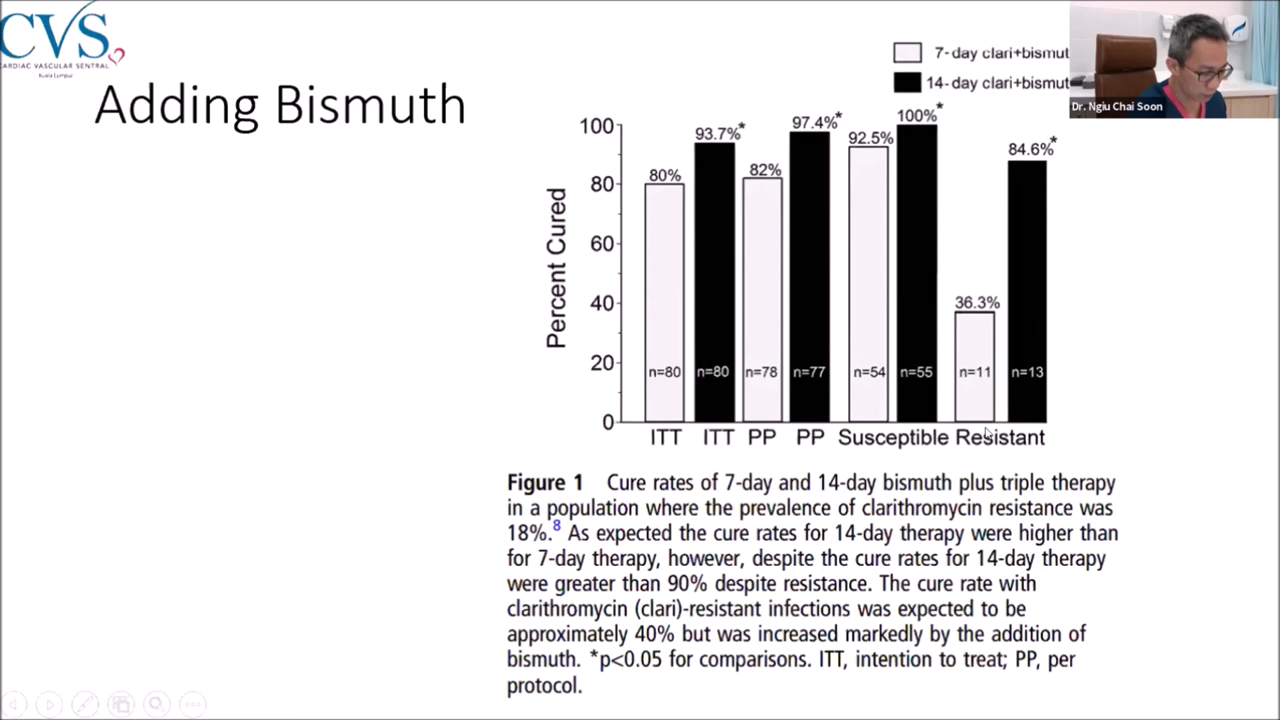 CVS
CARDIAC VASCULAR SENTRAL
Kuala Lumpur
Adding Bismuth
7-day clari+bismut
14-day clari+bismut
Dr. Ngiu Chai Soon
Percent Cured
100
80
60
40
20
0
80%
93.7%*
82%
97.4%*
92.5%
100%*
36.3%
84.6%*
n=80 n=80 n=78 n=77 n=54 n=55 n=11 n=13
ITT ITT PP PP Susceptible Resistant
Figure 1 Cure rates of 7-day and 14-day bismuth plus triple therapy
in a population where the prevalence of clarithromycin resistance was
18%.8 As expected the cure rates for 14-day therapy were higher than
for 7-day therapy, however, despite the cure rates for 14-day therapy
were greater than 90% despite resistance. The cure rate with
clarithromycin (clari)-resistant infections was expected to be
approximately 40% but was increased markedly by the addition of
bismuth. *p<0.05 for comparisons. ITT, intention to treat; PP, per
protocol.